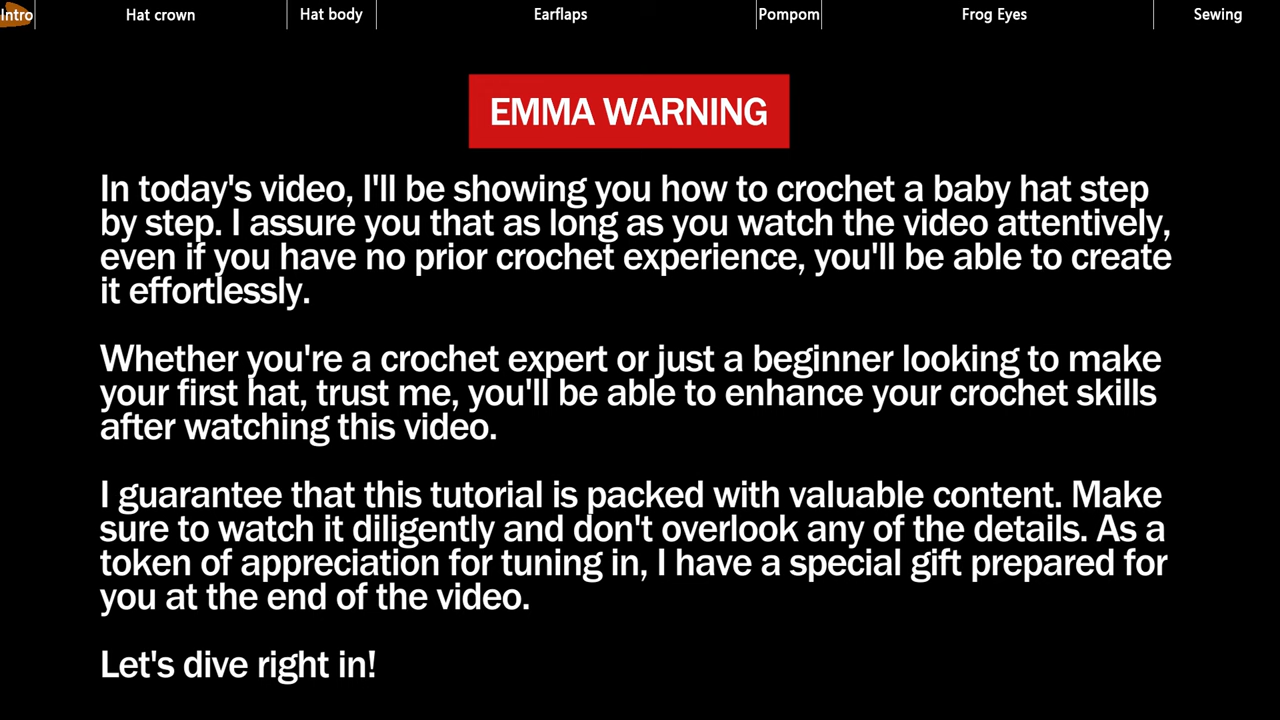 Intro Hat crown Hat body Earflaps Pompom Frog Eyes Sewing
EMMA WARNING
In today's video, I'll be showing you how to crochet a baby hat step
by step. I assure you that as long as you watch the video attentively,
even if you have no prior crochet experience, you'll be able to create
it effortlessly.
Whether you're a crochet expert or just a beginner looking to make
your first hat, trust me, you'll be able to enhance your crochet skills
after watching this video.
I guarantee that this tutorial is packed with valuable content. Make
sure to watch it diligently and don't overlook any of the details. As a
token of appreciation for tuning in, I have a special gift prepared for
you at the end of the video.
Let's dive right in!